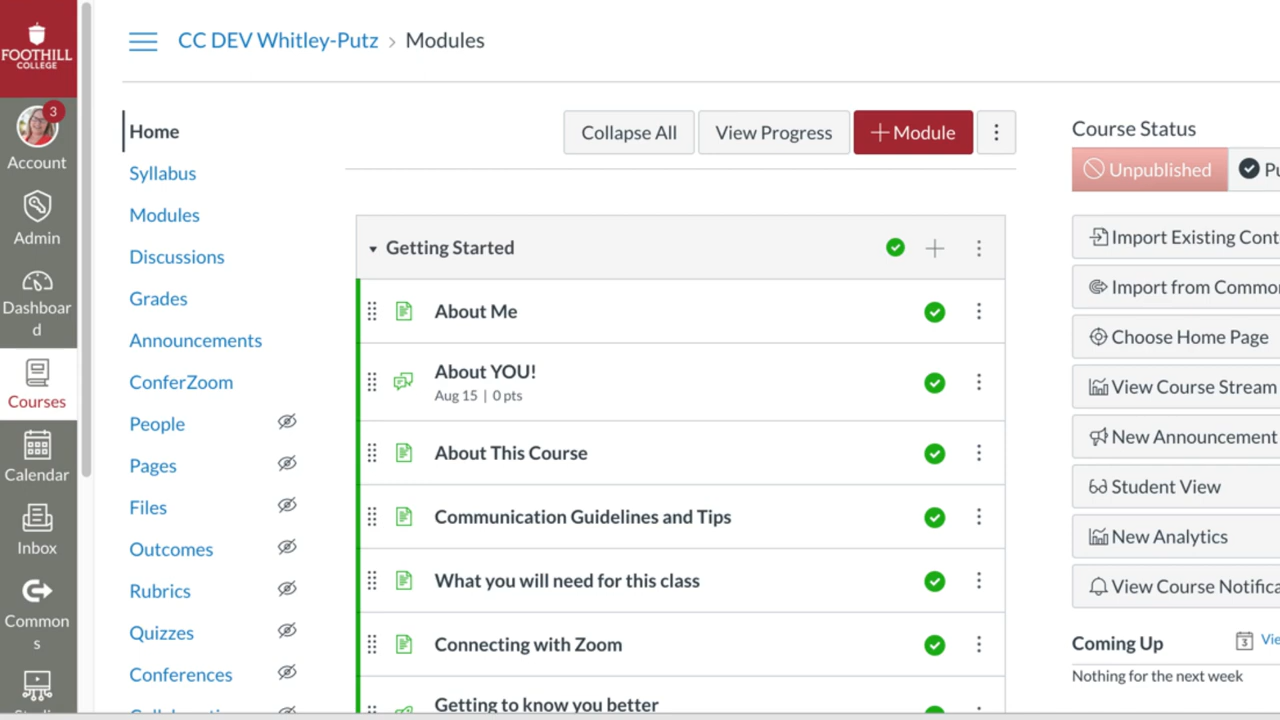 FOOTHILL
COLLEGE
3
Account
Admin
Dashboar
d
Courses
Calendar
Inbox
Common
s
CC DEV Whitley-Putz › Modules
Home
Syllabus
Modules
Discussions
Grades
Announcements
ConferZoom
People
Pages
Files
Outcomes
Rubrics
Quizzes
Conferences
Collapse All
View Progress
+ Module
Getting Started
About Me
About YOU!
Aug 15 | 0 pts
About This Course
Communication Guidelines and Tips
What you will need for this class
Connecting with Zoom
Getting to know you better
Course Status
Unpublished
Pu
Import Existing Cont
Import from Commo
Choose Home Page
View Course Stream
New Announcement
Student View
New Analytics
View Course Notifica
Coming Up
3
Vie
Nothing for the next week